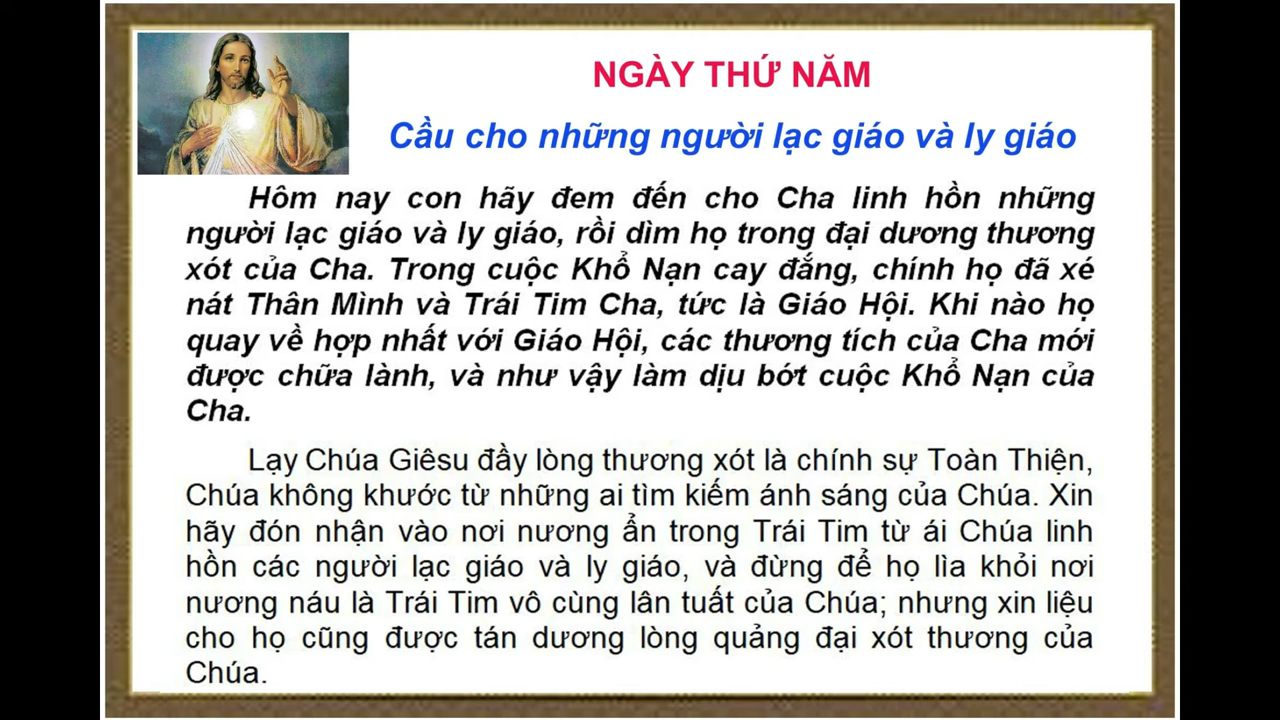 NGÀY THỨ NĂM
Cầu cho những người lạc giáo và ly giáo
Hôm nay con hãy đem đến cho Cha linh hồn những
người lạc giáo và ly giáo, rồi dìm họ trong đại dương thương
xót của Cha. Trong cuộc Khổ Nạn cay đắng, chính họ đã xé
nát Thân Mình và Trái Tim Cha, tức là Giáo Hội. Khi nào họ
quay về hợp nhất với Giáo Hội, các thương tích của Cha mới
được chữa lành, và như vậy làm dịu bớt cuộc Khổ Nạn của
Cha.
Lạy Chúa Giêsu đầy lòng thương xót là chính sự Toàn Thiện,
Chúa không khước từ những ai tìm kiếm ánh sáng của Chúa. Xin
hãy đón nhận vào nơi nương ẩn trong Trái Tim từ ái Chúa linh
hồn các người lạc giáo và ly giáo, và đừng để họ lìa khỏi nơi
nương náu là Trái Tim vô cùng lân tuất của Chúa; nhưng xin liệu
cho họ cũng được tán dương lòng quảng đại xót thương của
Chúa.